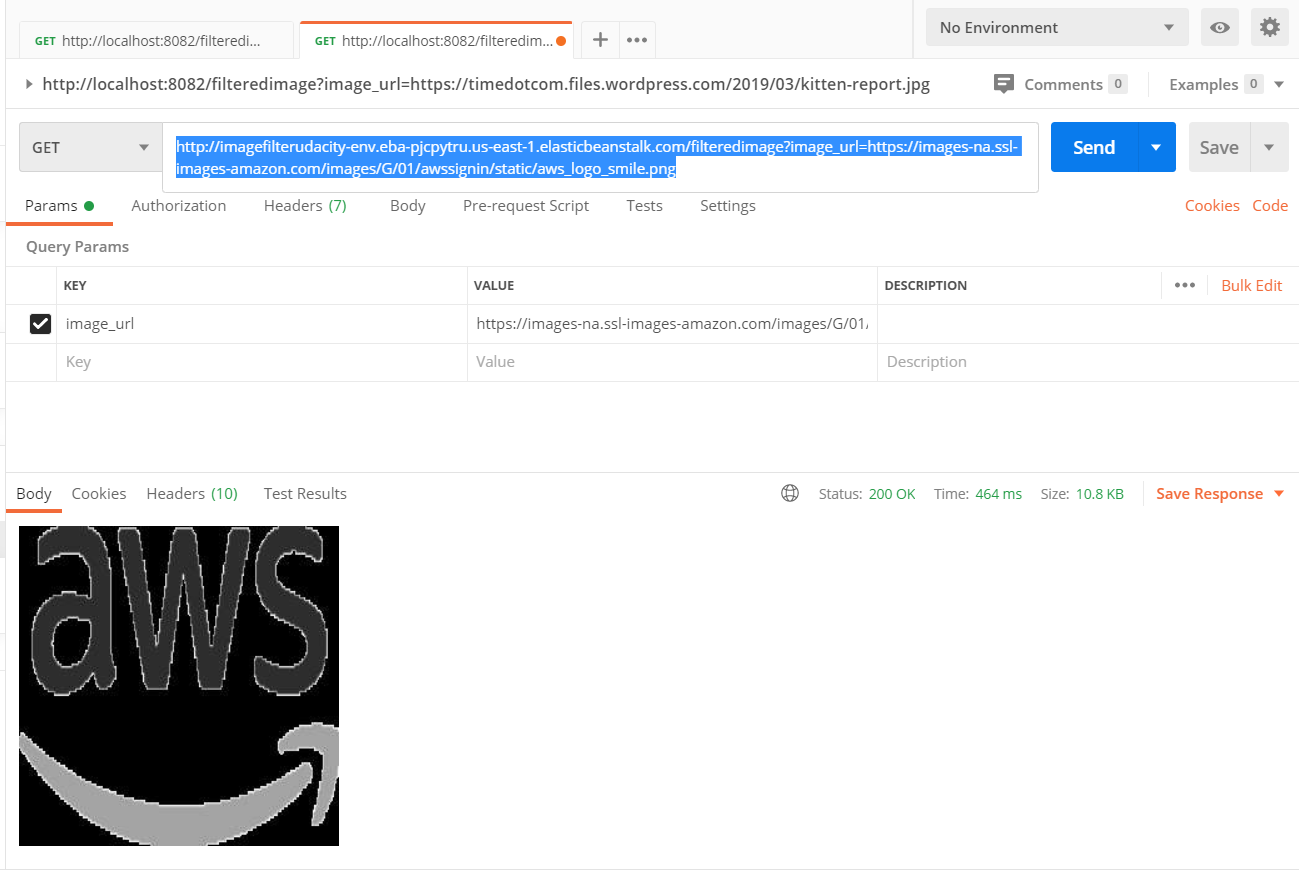 GET http://localhost:8082/filteredi...
GET http://localhost:8082/filteredim...
No Environment
http://localhost:8082/filteredimage?image_url=https://timedotcom.files.wordpress.com/2019/03/kitten-report.jpg
Comments 0
Examples 0
GET
http://imagefilterudacity-env.eba-pjcpytru.us-east-1.elasticbeanstalk.com/filteredimage?image_url=https://images-na.ssl-
images-amazon.com/images/G/01/awssignin/static/aws_logo_smile.png
Send
Save
Params
Authorization
Headers (7)
Body
Pre-request Script
Tests
Settings
Cookies
Code
Query Params
KEY
VALUE
DESCRIPTION
Bulk Edit
image_url
https://images-na.ssl-images-amazon.com/images/G/01/
Key
Value
Description
Body
Cookies
Headers (10)
Test Results
Status: 200 OK
Time: 464 ms
Size: 10.8 KB
Save Response
aws